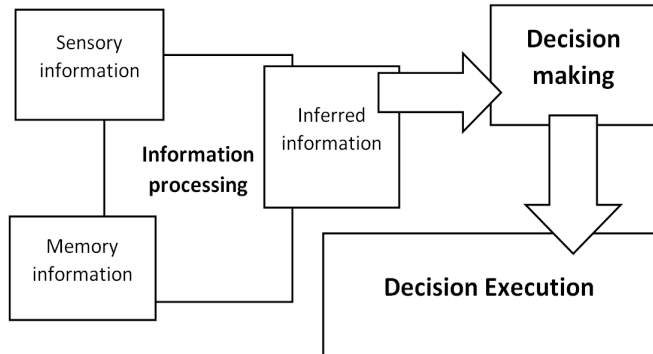 Sensory
information
Decision
making
Inferred
information
Information
processing
Memory
information
Decision Execution